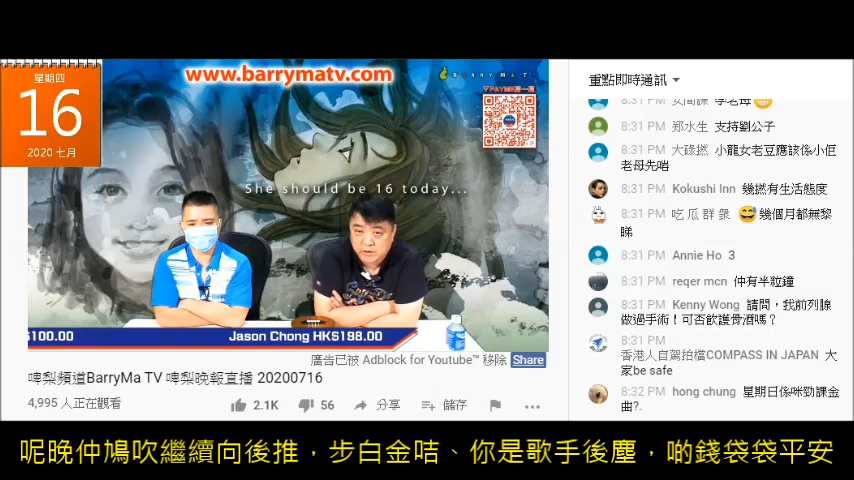 星期四
16
2020 七月
www.barrymatv.com
BARRYMATV
She should be 16 today...
$100.00
Jason Chong HK$198.00
廣告已被 Adblock for Youtube™ 移除 Share
啤梨頻道BarryMa TV 啤梨晚報直播 20200716
4,995 人正在觀看
2.1K
56
分享
儲存
重點即時通訊
8:31 PM 鄭水生 支持劉公子
8:31 PM 大碌撚 小龍女老豆應該係小佢
老母先啱
8:31 PM Kokushi Inn 幾撚有生活態度
8:31 PM 吃瓜群衆 😅幾個月都無黎
睇
8:31 PM Annie Ho 3
8:31 PM reqer mcn 仲有半粒鐘
8:31 PM Kenny Wong 請問，我前列腺
做過手術！可否飲護骨酒嗎？
8:31 PM
香港人自駕拍檔COMPASS IN JAPAN 大
家be safe
8:32 PM hong chung 星期日係咪勁課金
曲?.
呢晚仲鳩吹繼續向後推，步白金咭、你是歌手後塵，啲錢袋袋平安